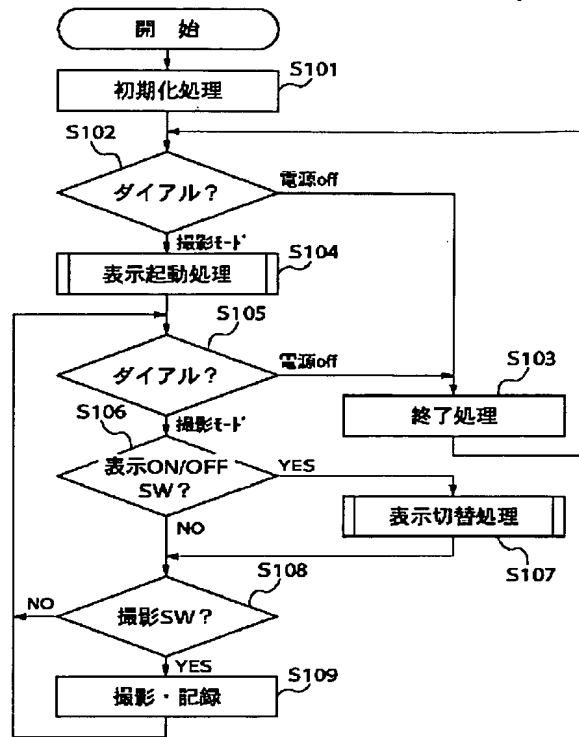 開 始
S101
初期化処理
S102
ダイアル?
電源off
撮影ﾓｰﾄﾞ
S104
表示起動処理
S105
ダイアル?
電源off
S103
終了処理
撮影ﾓｰﾄﾞ
S106
表示ON/OFF
SW?
YES
NO
表示切替処理
S107
S108
撮影SW?
NO
YES
S109
撮影・記録